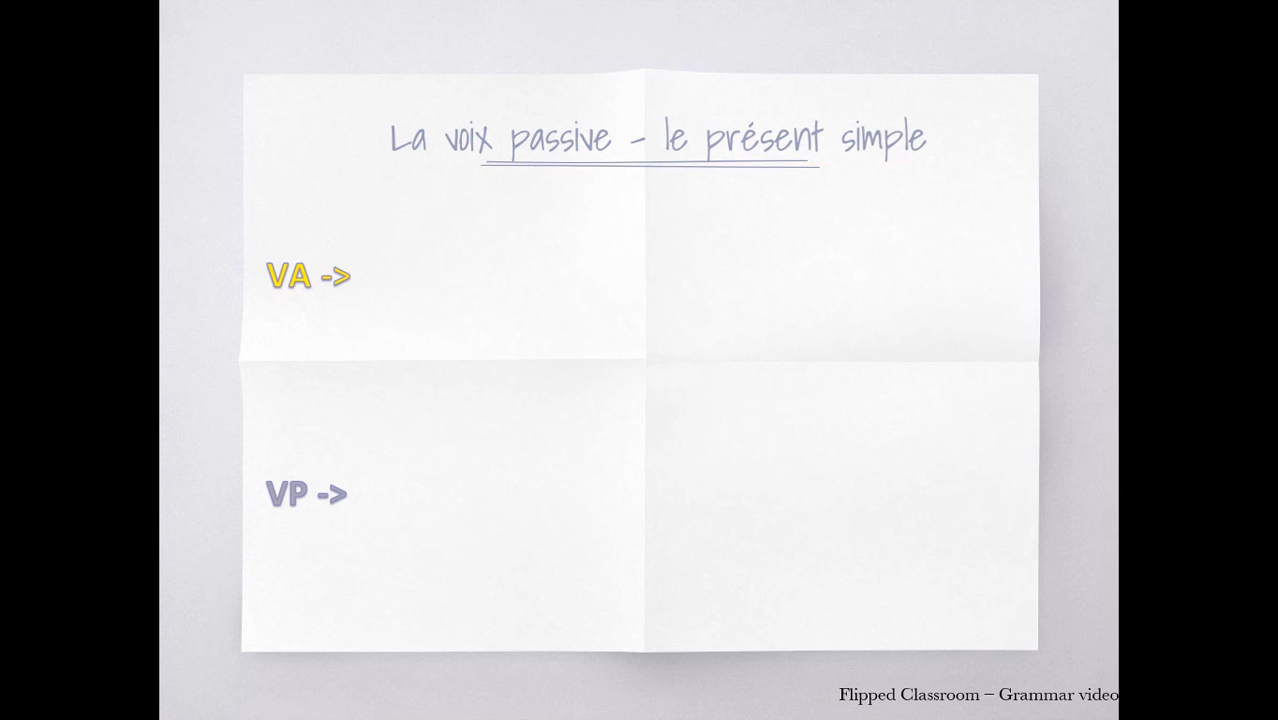 La voix passive - le présent simple
VA ->
VP ->
Flipped Classroom – Grammar video